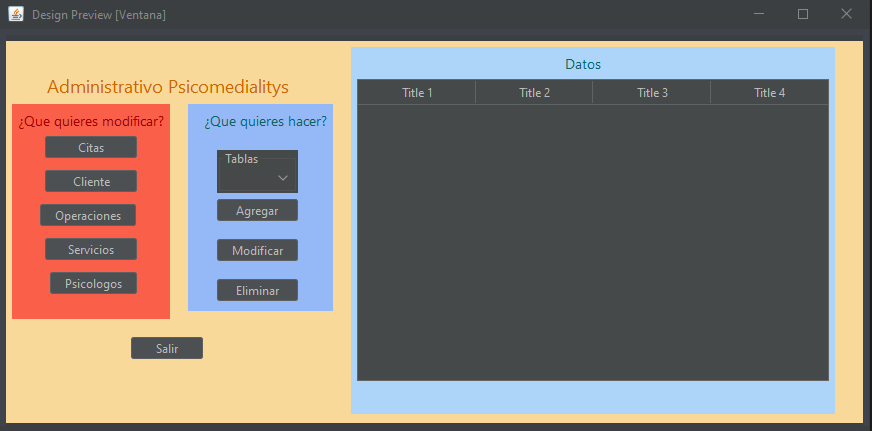 Design Preview [Ventana]
Administrativo Psicomedialitys
¿Que quieres modificar?
Citas
Cliente
Operaciones
Servicios
Psicologos
¿Que quieres hacer?
Tablas
Agregar
Modificar
Eliminar
Salir
Datos
Title 1 Title 2 Title 3 Title 4